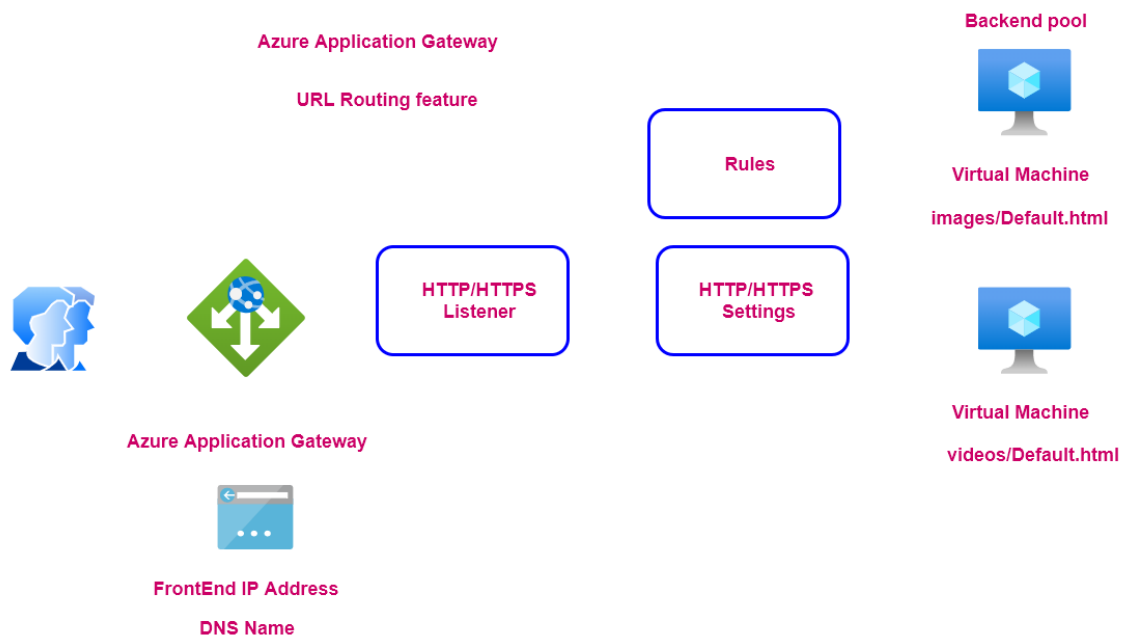 Azure Application Gateway
URL Routing feature
Backend pool
Rules
Virtual Machine
images/Default.html
HTTP/HTTPS
Listener
HTTP/HTTPS
Settings
Virtual Machine
videos/Default.html
Azure Application Gateway
FrontEnd IP Address
DNS Name